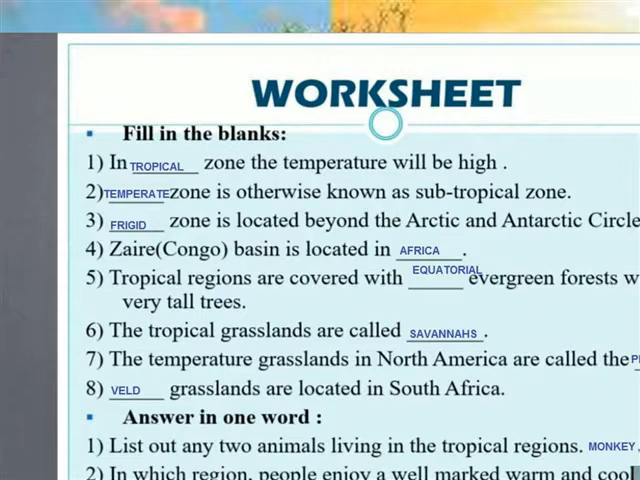 WORKSHEET
Fill in the blanks:
1) In TROPICAL zone the temperature will be high .
2) TEMPERATE zone is otherwise known as sub-tropical zone.
3) FRIGID zone is located beyond the Arctic and Antarctic Circle
4) Zaire(Congo) basin is located in AFRICA.
5) Tropical regions are covered with EQUATORIAL evergreen forests w
very tall trees.
6) The tropical grasslands are called SAVANNAHS.
7) The temperature grasslands in North America are called the
8) VELD grasslands are located in South Africa.
Answer in one word :
1) List out any two animals living in the tropical regions. MONKEY,
2) In which region, people enjoy a well marked warm and cool